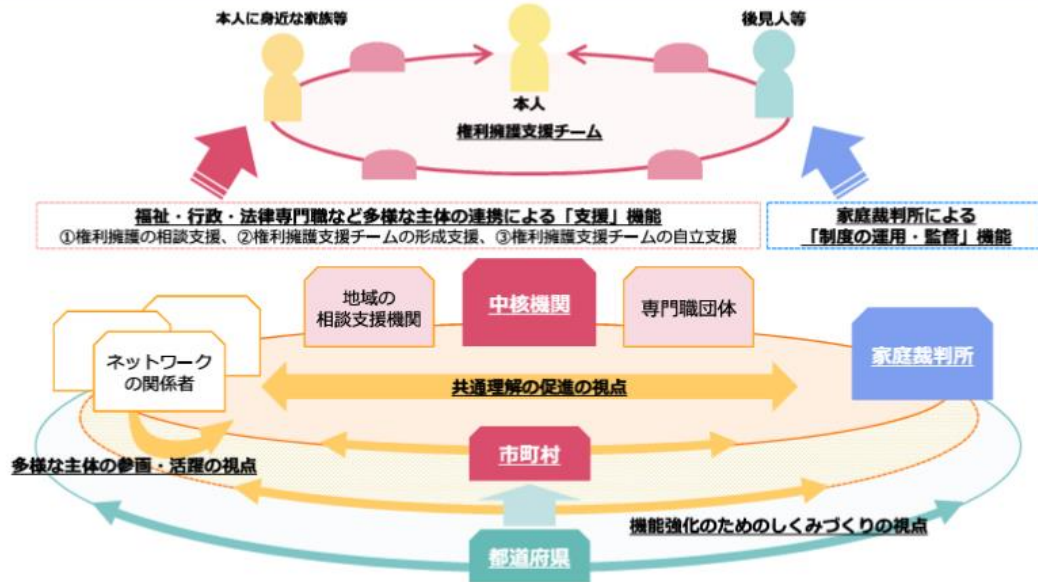 本人に身近な家族等
後見人等
本人
権利擁護支援チーム
福祉・行政・法律専門職など多様な主体の連携による「支援」機能
①権利擁護の相談支援、②権利擁護支援チームの形成支援、③権利擁護支援チームの自立支援
家庭裁判所による
「制度の運用・監督」機能
地域の
相談支援機関
中核機関
専門職団体
ネットワーク
の関係者
家庭裁判所
共通理解の促進の視点
市町村
多様な主体の参画・活躍の視点
機能強化のためのしくみづくりの視点
都道府県